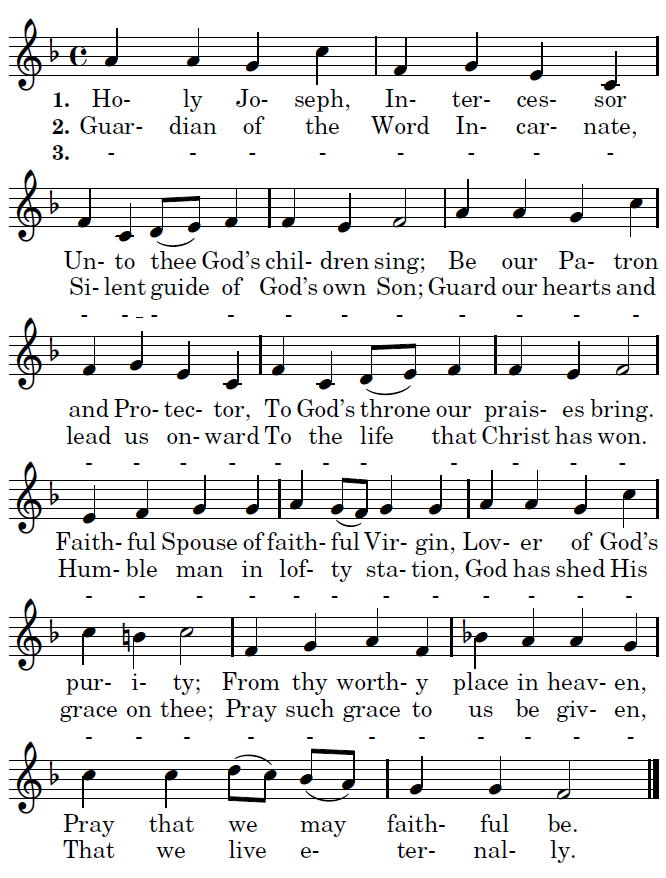 1. Ho- ly Jo- seph, In- ter- ces- sor
2. Guar- dian of the Word In- car- nate,
3. - - - - - - - -
Un- to thee God's chil- dren sing; Be our Pa- tron
Si- lent guide of God's own Son; Guard our hearts and
- - - - - - - - - - -
and Pro- tec- tor, To God's throne our prais- es bring.
lead us on- ward To the life that Christ has won.
- - - - - - - - - - -
Faith- ful Spouse of faith- ful Vir- gin, Lov- er of God's
Hum- ble man in lof- ty sta- tion, God has shed His
- - - - - - - - - - - -
pur- i- ty; From thy worth- y place in heav- en,
grace on thee; Pray such grace to us be giv- en,
- - - - - - - - - - -
Pray that we may faith- ful be.
That we live e- ter- nal- ly.